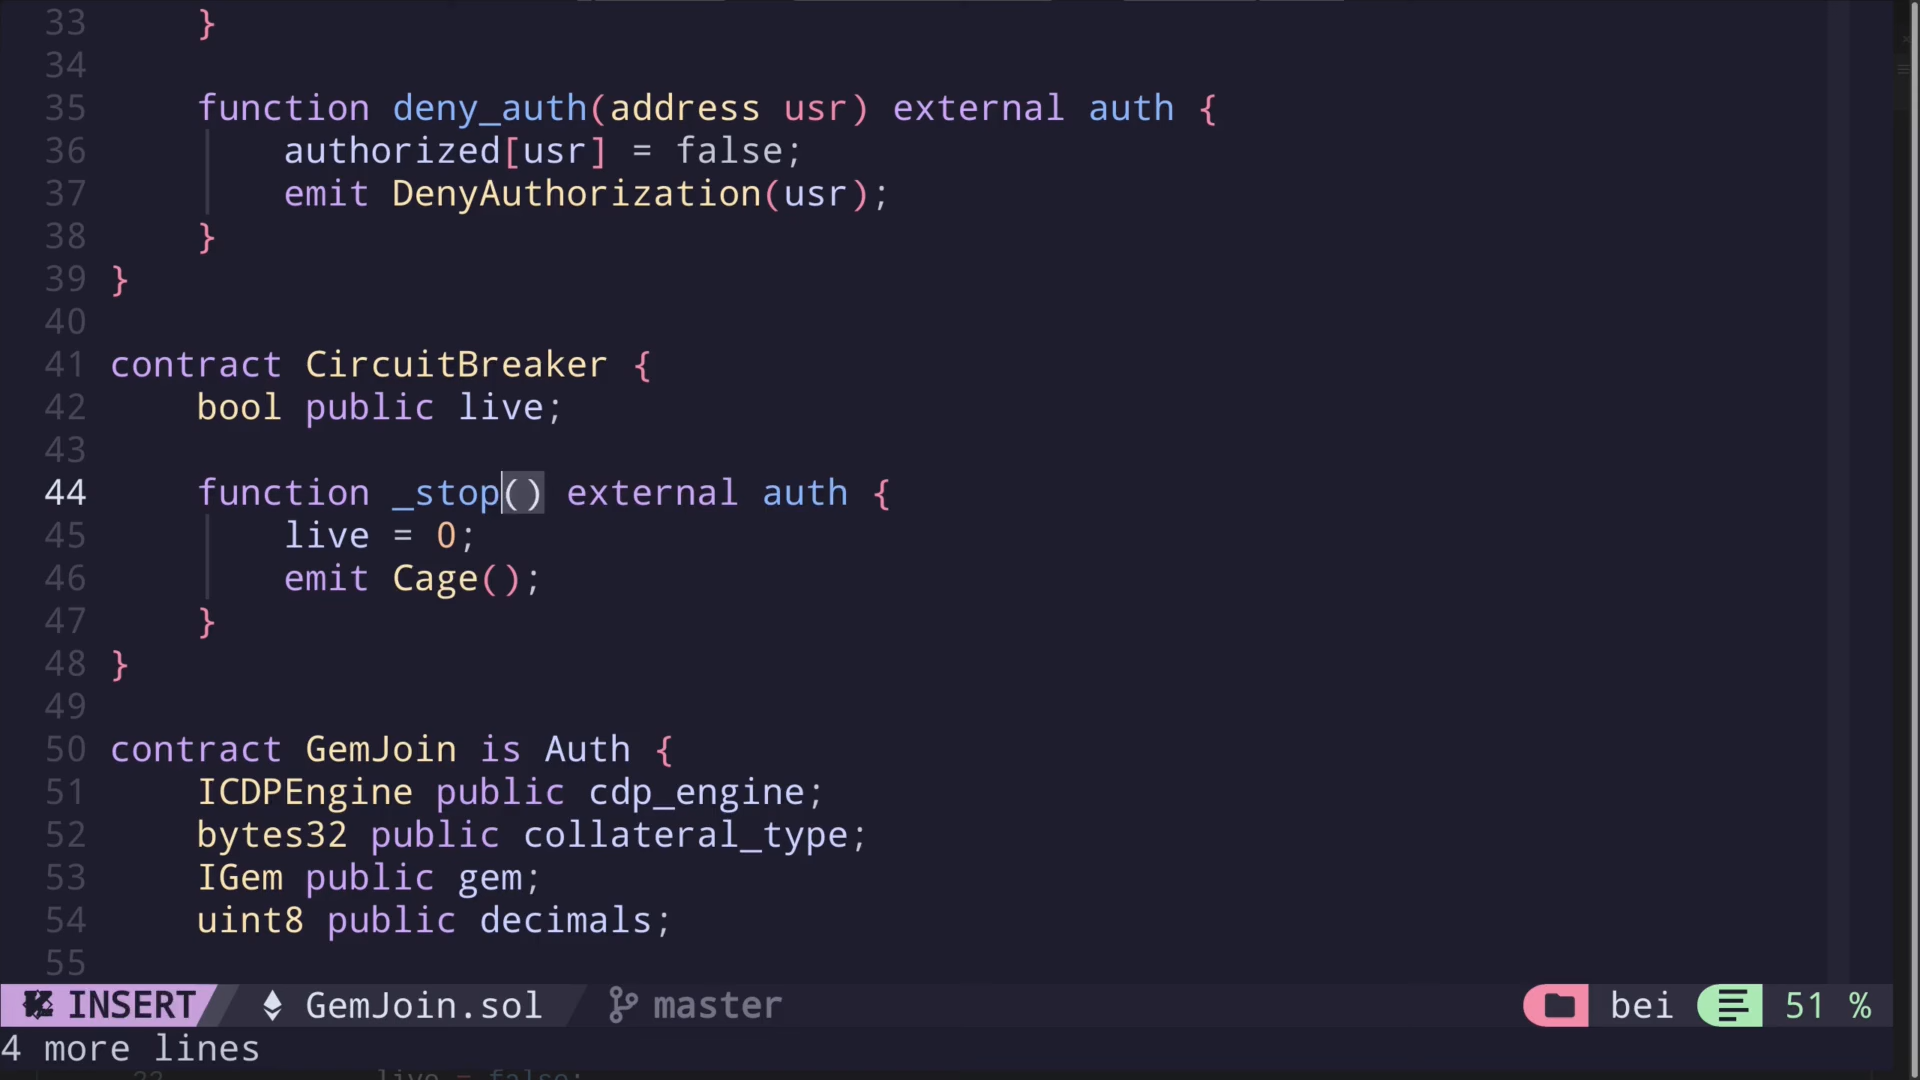 33     }
34
35     function deny_auth(address usr) external auth {
36         authorized[usr] = false;
37         emit DenyAuthorization(usr);
38     }
39 }
40
41 contract CircuitBreaker {
42     bool public live;
43
44     function _stop() external auth {
45         live = 0;
46         emit Cage();
47     }
48 }
49
50 contract GemJoin is Auth {
51     ICDPEngine public cdp_engine;
52     bytes32 public collateral_type;
53     IGem public gem;
54     uint8 public decimals;
55
INSERT GemJoin.sol master bei 51 %
4 more lines
22 live = false;